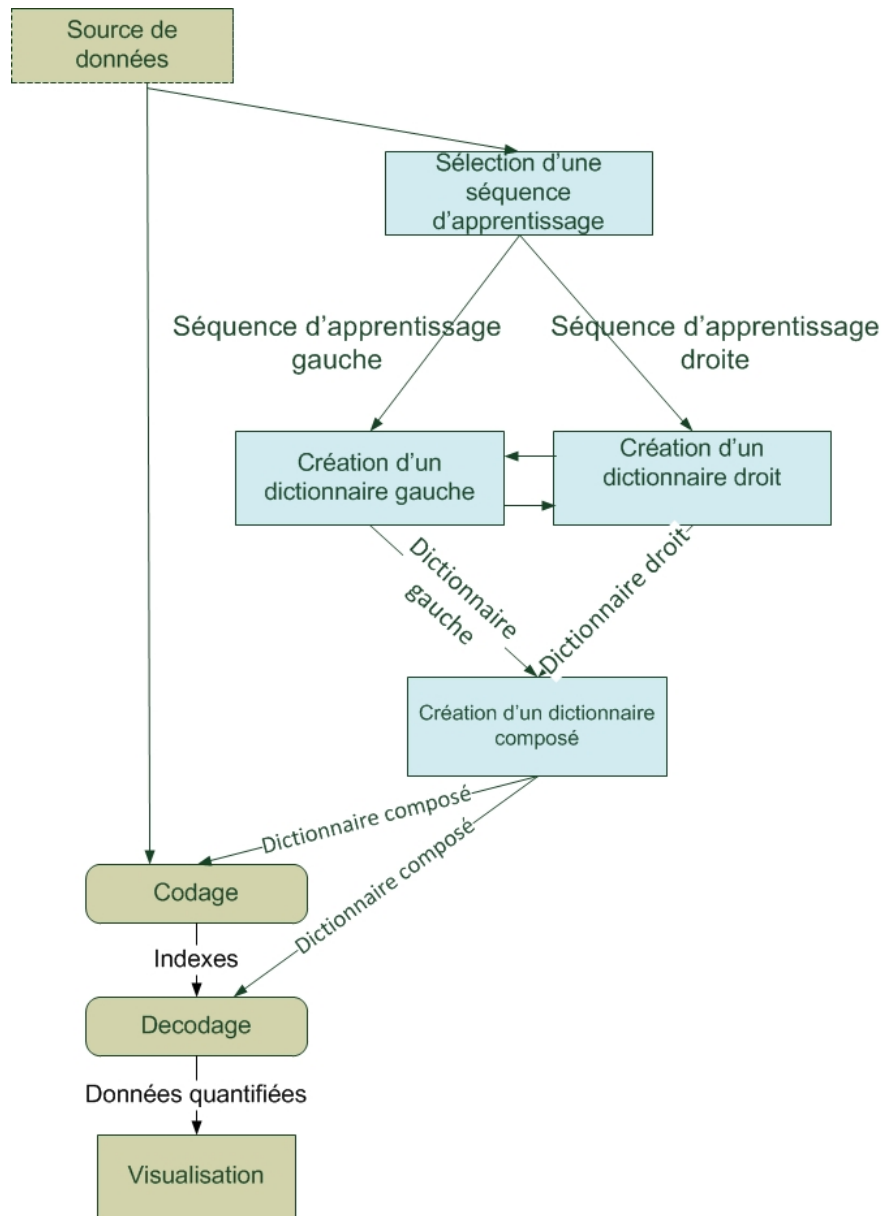 Source de
données
Sélection d'une
séquence
d'apprentissage
Séquence d'apprentissage
gauche
Séquence d'apprentissage
droite
Création d'un
dictionnaire gauche
Création d'un
dictionnaire droit
Dictionnaire
gauche
Dictionnaire droit
Création d'un dictionnaire
composé
Dictionnaire composé
Dictionnaire composé
Codage
Indexes
Decodage
Données quantifiées
Visualisation